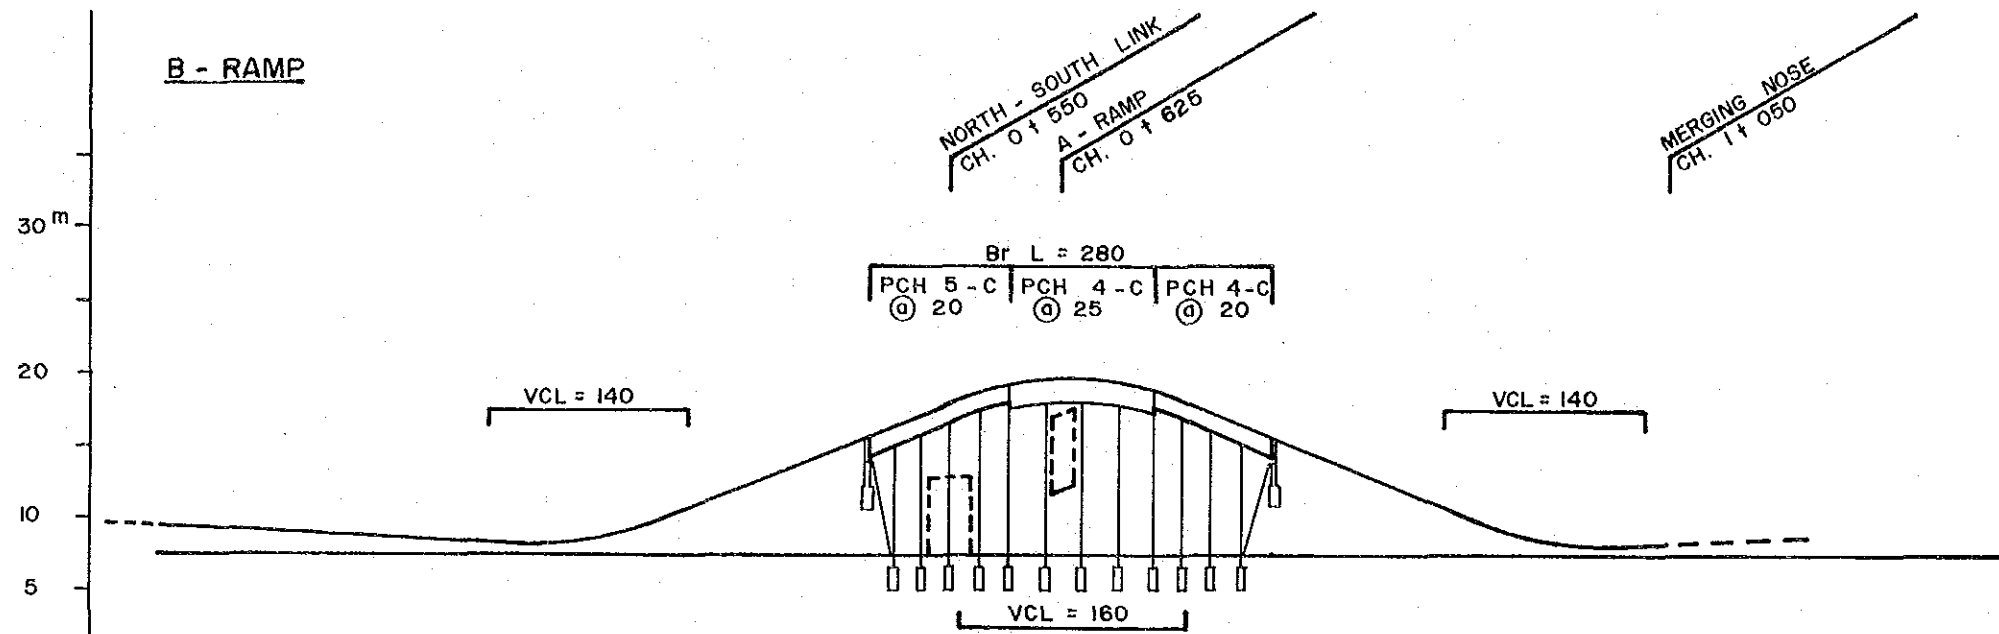 B - RAMP
NORTH - SOUTH LINK
CH. 0 + 550
A - RAMP
CH. 0 + 625
MERGING NOSE
CH. 1 + 050
30 m
20
10
5
Br L = 280
PCH 5 - C
@ 20
PCH 4 - C
@ 25
PCH 4 - C
@ 20
VCL = 140
VCL = 140
VCL = 160